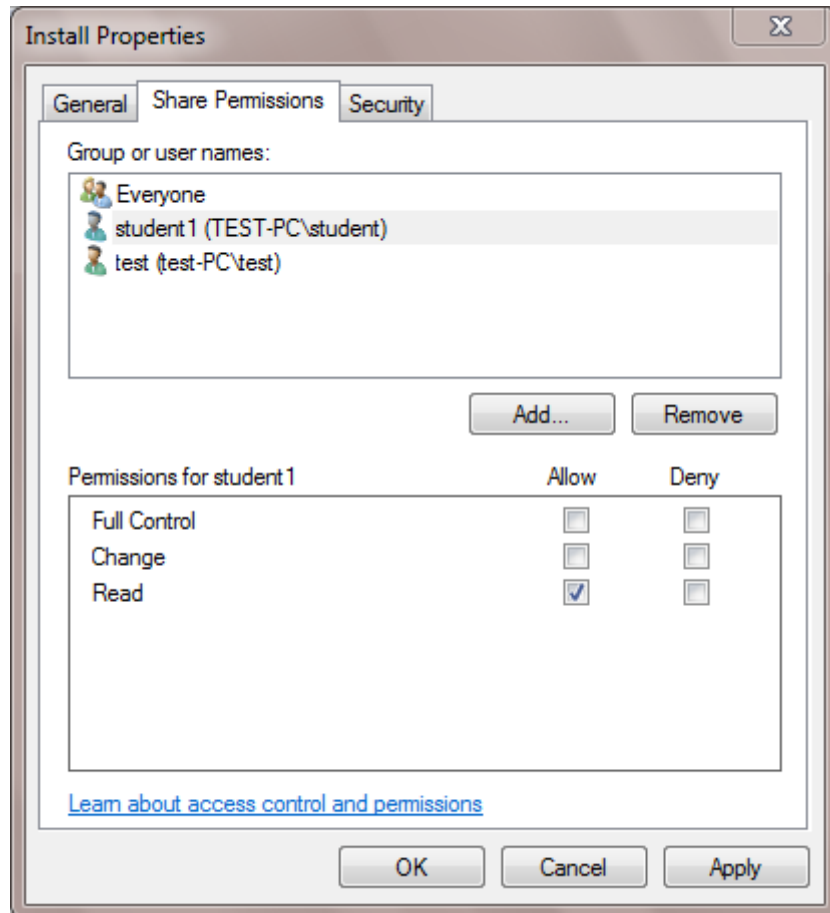 Install Properties
General Share Permissions Security
Group or user names:
Everyone
student1 (TEST-PC\student)
test (test-PC\test)
Add... Remove
Permissions for student1 Allow Deny
Full Control
Change
Read
Learn about access control and permissions
OK Cancel Apply